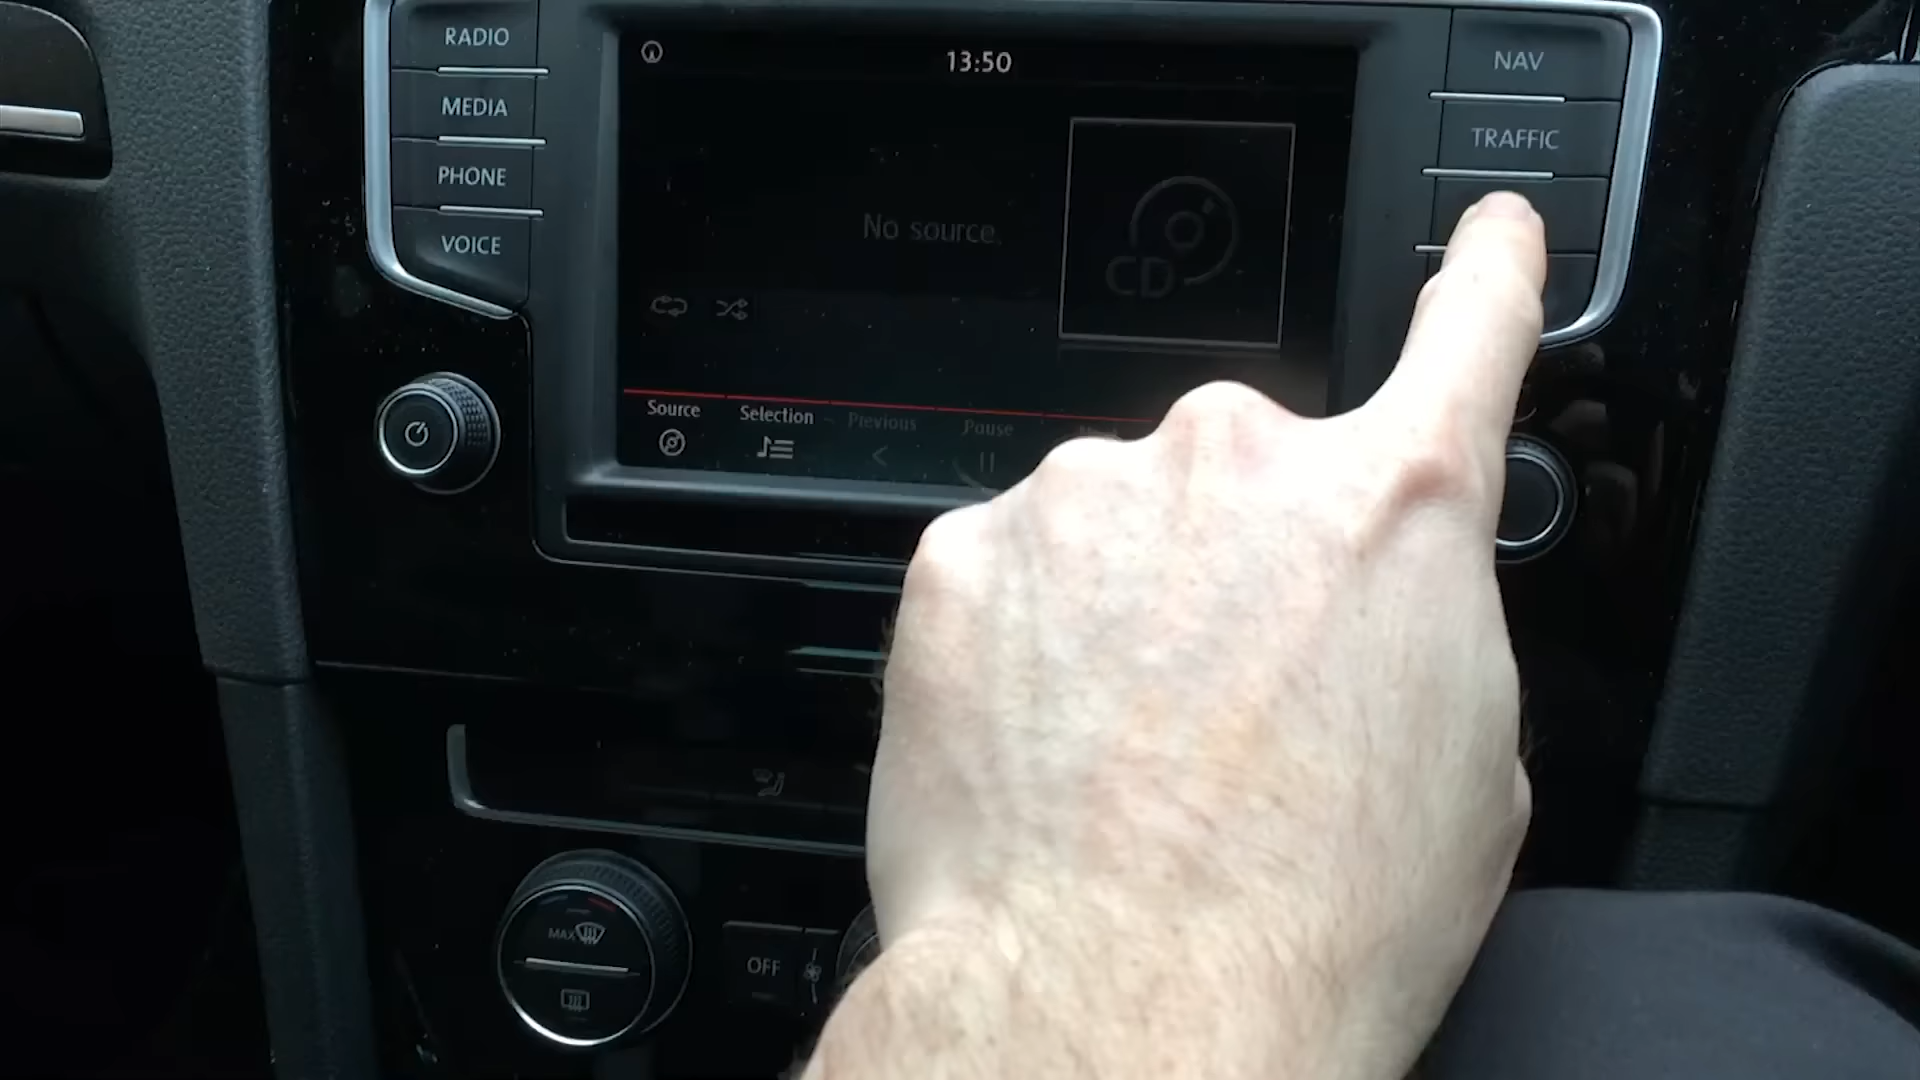 RADIO
MEDIA
PHONE
VOICE
13:50
No source.
CD
Source
Selection
Previous
Pause
NAV
TRAFFIC
MAX
OFF